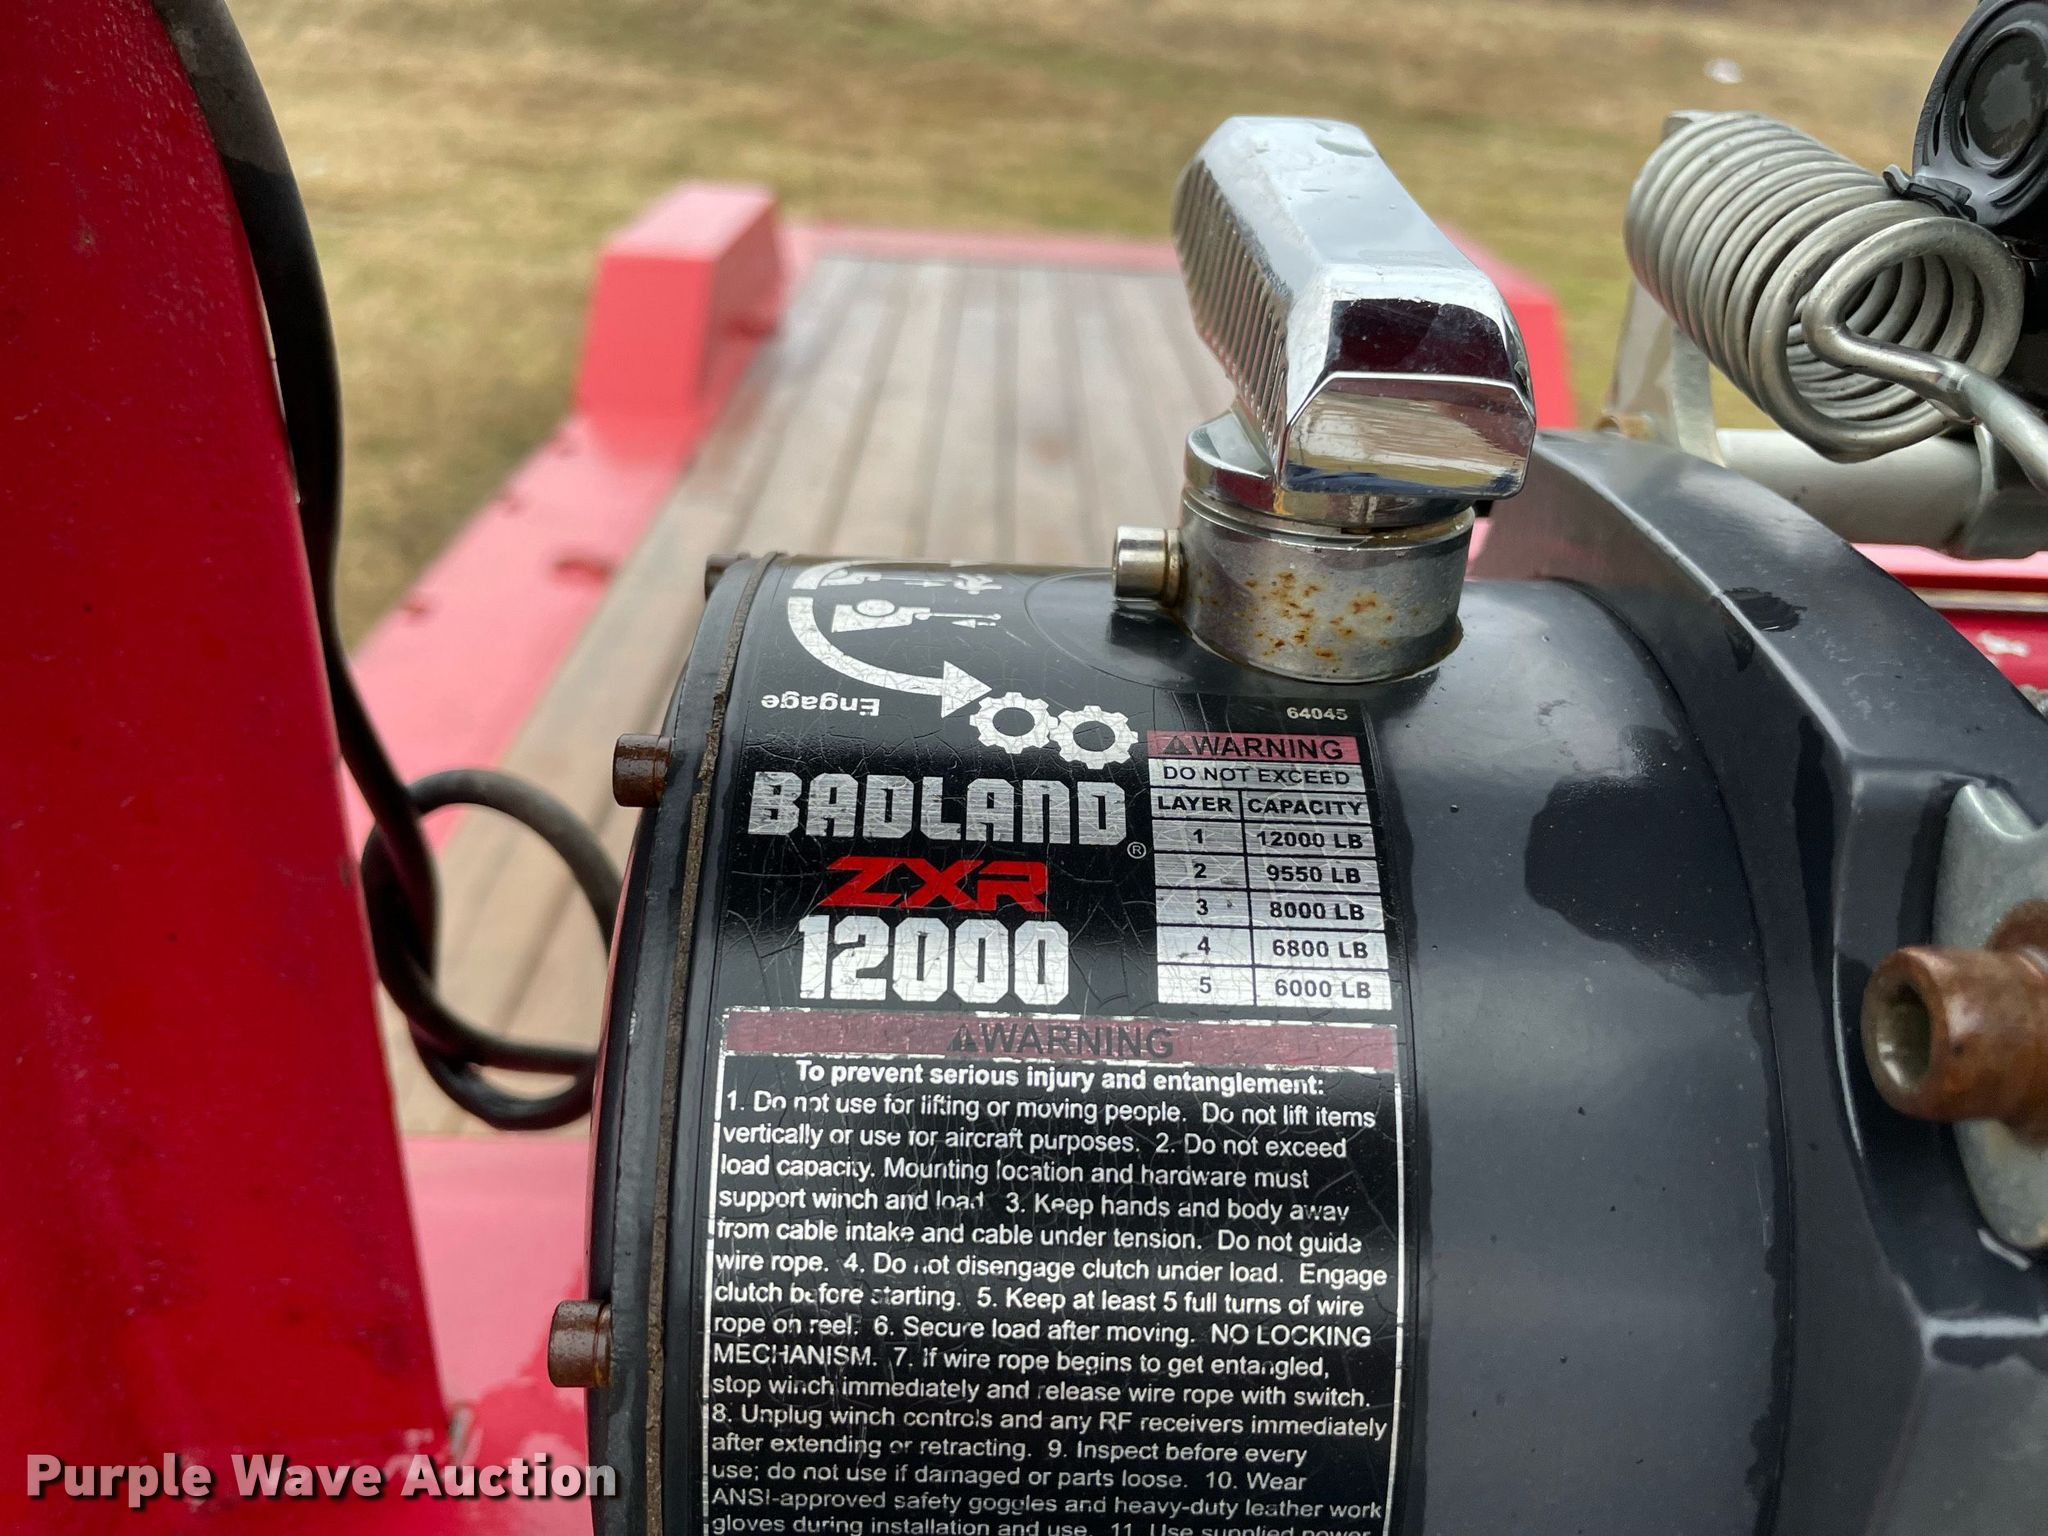 Engage
64045
WARNING
DO NOT EXCEED
LAYER CAPACITY
1 12000 LB
2 9550 LB
3 8000 LB
4 6800 LB
5 6000 LB
BADLAND®
ZXR
12000
WARNING
To prevent serious injury and entanglement:
1. Do not use for lifting or moving people. Do not lift items
vertically or use for aircraft purposes. 2. Do not exceed
load capacity. Mounting location and hardware must
support winch and load 3. Keep hands and body away
from cable intake and cable under tension. Do not guide
wire rope. 4. Do not disengage clutch under load. Engage
clutch before starting. 5. Keep at least 5 full turns of wire
rope on reel. 6. Secure load after moving. NO LOCKING
MECHANISM. 7. If wire rope begins to get entangled,
stop winch immediately and release wire rope with switch.
8. Unplug winch controls and any RF receivers immediately
after extending or retracting. 9. Inspect before every
use; do not use if damaged or parts loose. 10. Wear
ANSI-approved safety goggles and heavy-duty leather work
gloves during installation and use. 11. Use supplied power
Purple Wave Auction